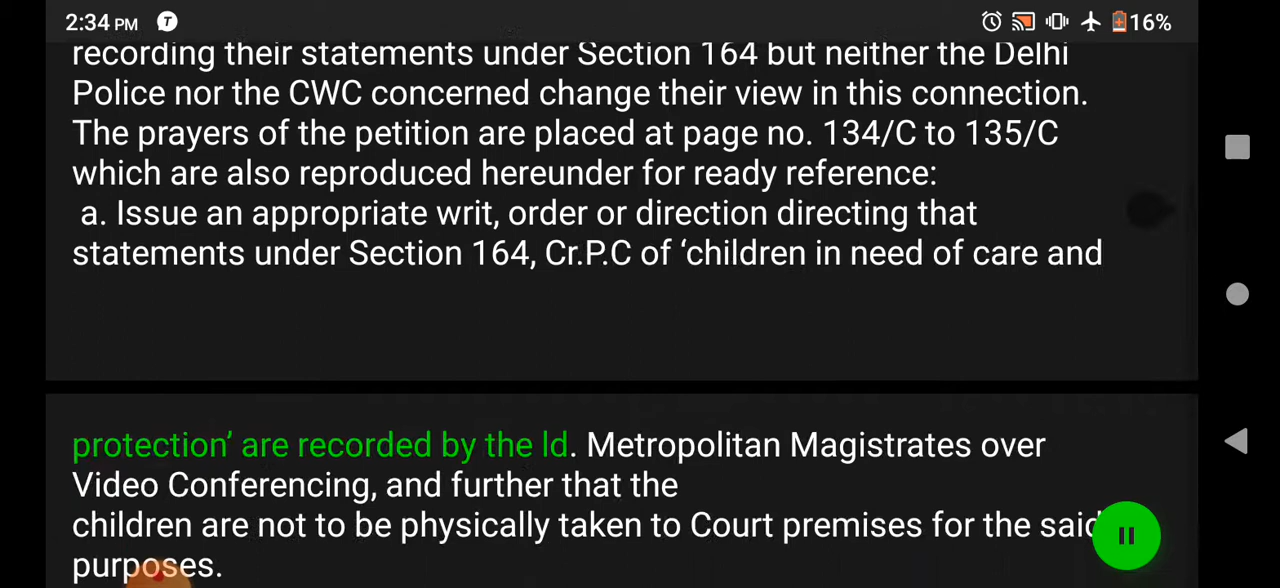 2:34 PM
16%
recording their statements under Section 164 but neither the Delhi
Police nor the CWC concerned change their view in this connection.
The prayers of the petition are placed at page no. 134/C to 135/C
which are also reproduced hereunder for ready reference:
a. Issue an appropriate writ, order or direction directing that
statements under Section 164, Cr.P.C of ‘children in need of care and
protection’ are recorded by the ld. Metropolitan Magistrates over
Video Conferencing, and further that the
children are not to be physically taken to Court premises for the said
purposes.